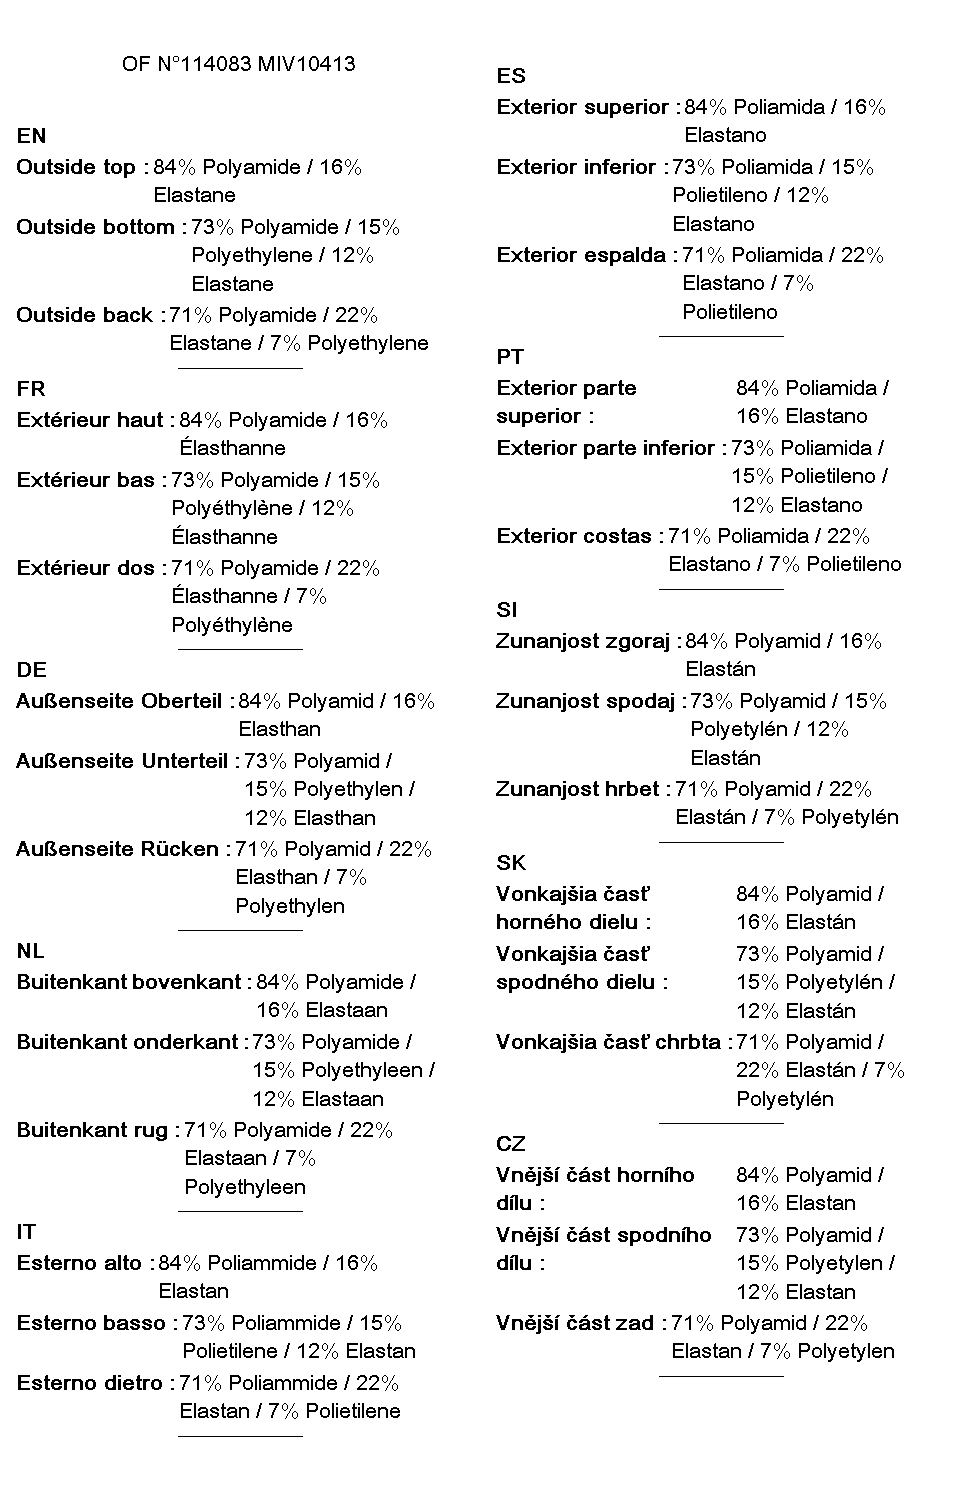 OF N°114083 MIV10413
EN
Outside top : 84% Polyamide / 16%
Elastane
Outside bottom : 73% Polyamide / 15%
Polyethylene / 12%
Elastane
Outside back : 71% Polyamide / 22%
Elastane / 7% Polyethylene
FR
Extérieur haut : 84% Polyamide / 16%
Élasthanne
Extérieur bas : 73% Polyamide / 15%
Polyéthylène / 12%
Élasthanne
Extérieur dos : 71% Polyamide / 22%
Élasthanne / 7%
Polyéthylène
DE
Außenseite Oberteil : 84% Polyamid / 16%
Elasthan
Außenseite Unterteil : 73% Polyamid /
15% Polyethylen /
12% Elasthan
Außenseite Rücken : 71% Polyamid / 22%
Elasthan / 7%
Polyethylen
NL
Buitenkant bovenkant : 84% Polyamide /
16% Elastaan
Buitenkant onderkant : 73% Polyamide /
15% Polyethyleen /
12% Elastaan
Buitenkant rug : 71% Polyamide / 22%
Elastaan / 7%
Polyethyleen
IT
Esterno alto : 84% Poliammide / 16%
Elastan
Esterno basso : 73% Poliammide / 15%
Polietilene / 12% Elastan
Esterno dietro : 71% Poliammide / 22%
Elastan / 7% Polietilene
ES
Exterior superior : 84% Poliamida / 16%
Elastano
Exterior inferior : 73% Poliamida / 15%
Polietileno / 12%
Elastano
Exterior espalda : 71% Poliamida / 22%
Elastano / 7%
Polietileno
PT
Exterior parte 84% Poliamida /
superior : 16% Elastano
Exterior parte inferior : 73% Poliamida /
15% Polietileno /
12% Elastano
Exterior costas : 71% Poliamida / 22%
Elastano / 7% Polietileno
SI
Zunanjost zgoraj : 84% Polyamid / 16%
Elastán
Zunanjost spodaj : 73% Polyamid / 15%
Polyetylén / 12%
Elastán
Zunanjost hrbet : 71% Polyamid / 22%
Elastán / 7% Polyetylén
SK
Vonkajšia časť 84% Polyamid /
horného dielu : 16% Elastán
Vonkajšia časť 73% Polyamid /
spodného dielu : 15% Polyetylén /
12% Elastán
Vonkajšia časť chrbta : 71% Polyamid /
22% Elastán / 7%
Polyetylén
CZ
Vnější část horního 84% Polyamid /
dílu : 16% Elastan
Vnější část spodního 73% Polyamid /
dílu : 15% Polyetylen /
12% Elastan
Vnější část zad : 71% Polyamid / 22%
Elastan / 7% Polyetylen